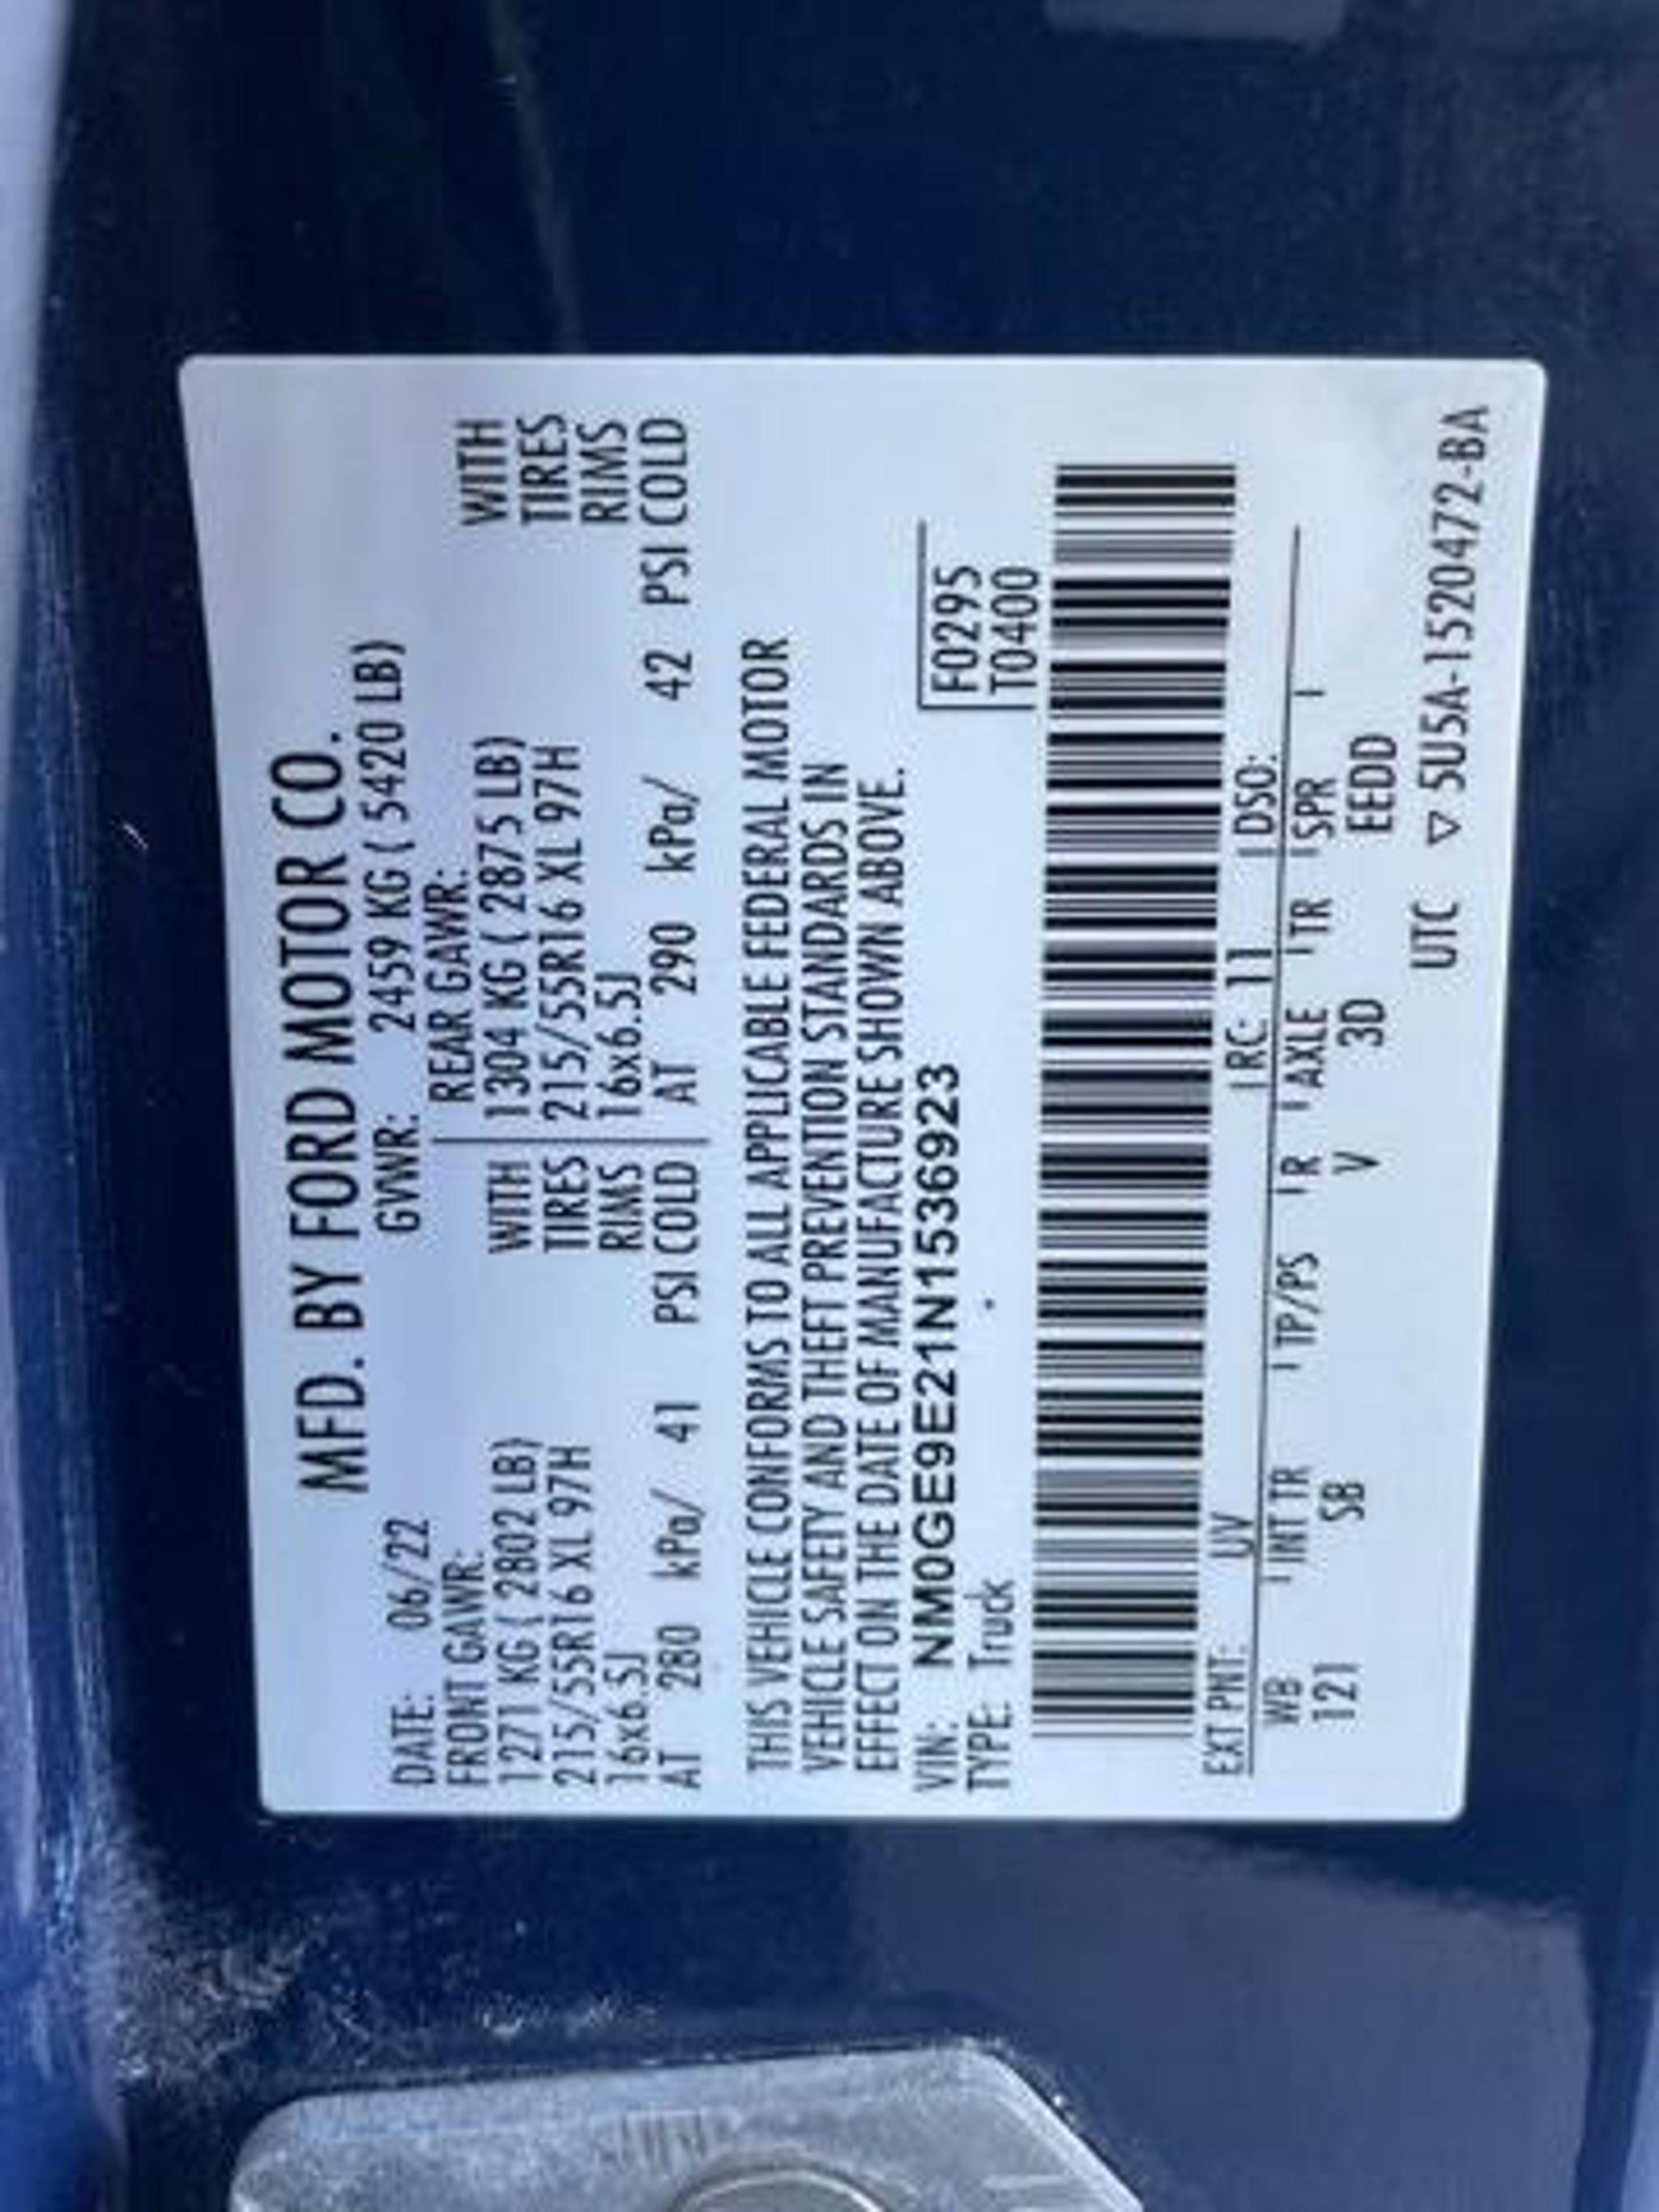 MFD. BY FORD MOTOR CO.
DATE: 06/22 GVWR: 2459 KG ( 5420 LB)
FRONT GAWR: REAR GAWR:
1271 KG ( 2802 LB) WITH 1304 KG ( 2875 LB) WITH
215/55R16 XL 97H TIRES 215/55R16 XL 97H TIRES
16x6.5J RIMS 16x6.5J RIMS
AT 280 kPa/ 41 PSI COLD AT 290 kPa/ 42 PSI COLD
THIS VEHICLE CONFORMS TO ALL APPLICABLE FEDERAL MOTOR
VEHICLE SAFETY AND THEFT PREVENTION STANDARDS IN
EFFECT ON THE DATE OF MANUFACTURE SHOWN ABOVE.
VIN: NM0GE9E21N1536923 F0295
TYPE: Truck T0400
EXT PNT: UV RC: 11 DSO:
WB INT TR TP/PS R AXLE TR SPR
121 SB V 3D EEDD
UTC ▽ 5U5A-1520472-BA